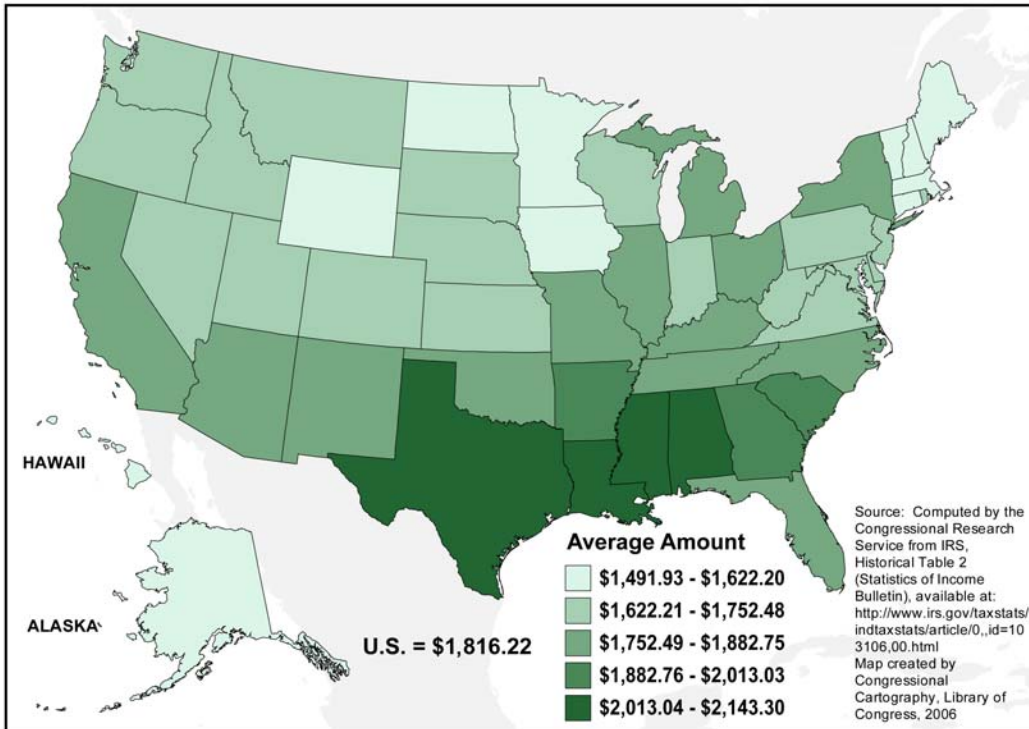 HAWAII
ALASKA
U.S. = $1,816.22
Average Amount
$1,491.93 - $1,622.20
$1,622.21 - $1,752.48
$1,752.49 - $1,882.75
$1,882.76 - $2,013.03
$2,013.04 - $2,143.30
Source: Computed by the
Congressional Research
Service from IRS,
Historical Table 2
(Statistics of Income
Bulletin), available at:
http://www.irs.gov/taxstats/
indtaxstats/article/0,,id=10
3106,00.html
Map created by
Congressional
Cartography, Library of
Congress, 2006